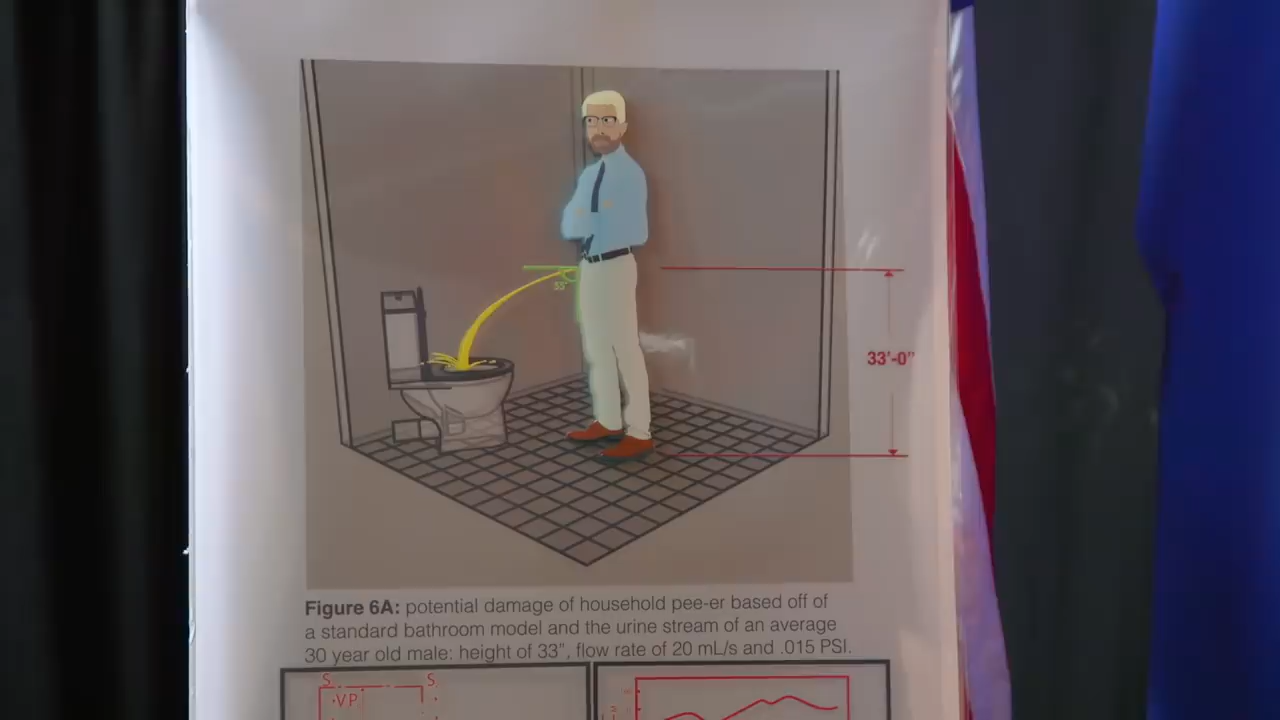 55°
33'-0"
Figure 6A: potential damage of household pee-er based off of
a standard bathroom model and the urine stream of an average
30 year old male: height of 33", flow rate of 20 mL/s and .015 PSI.
S
S
VP